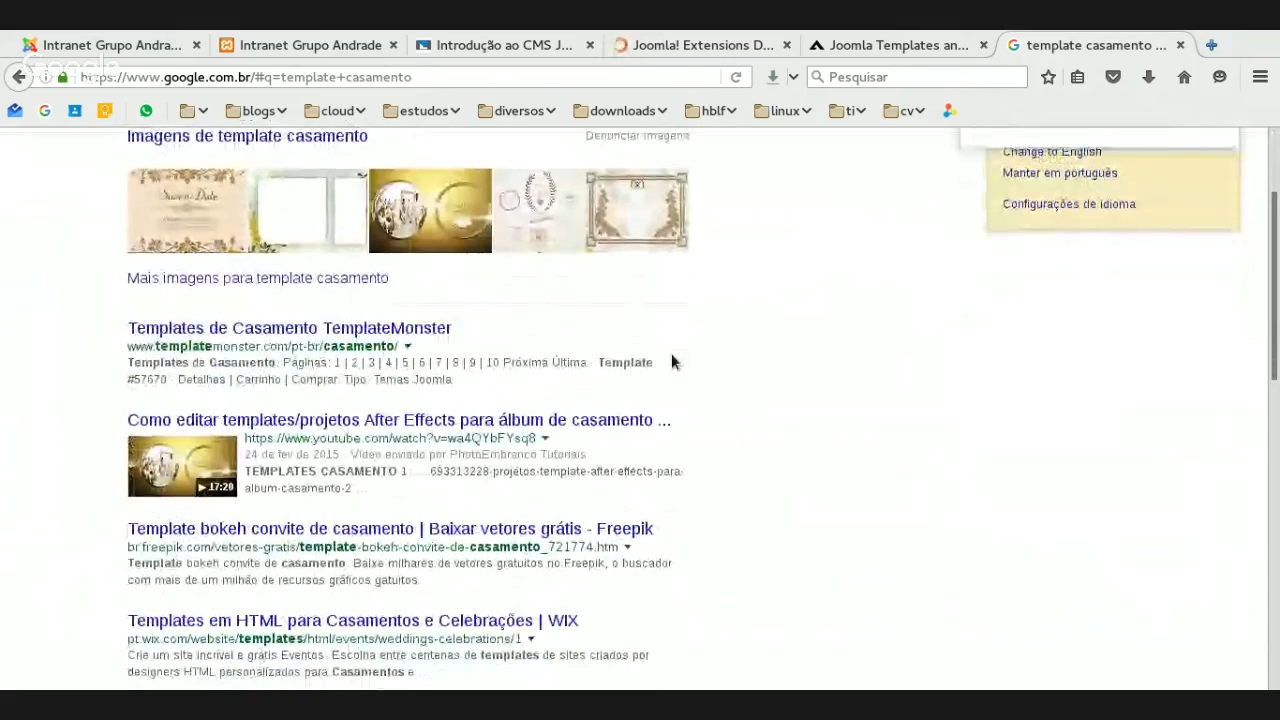 Intranet Grupo Andra... × Intranet Grupo Andrade × Introdução ao CMS J... × Joomla! Extensions D... × Joomla Templates an... × template casamento ... ×
Google
https://www.google.com.br/#q=template+casamento Pesquisar
blogs cloud estudos diversos downloads hblf linux ti cv
Imagens de template casamento Denunciar imagens
Change to English
Manter em português
Configurações de idioma
Save the Date
Mais imagens para template casamento
Templates de Casamento TemplateMonster
www.templatemonster.com/pt-br/casamento/
Templates de Casamento. Páginas: 1 | 2 | 3 | 4 | 5 | 6 | 7 | 8 | 9 | 10 Próxima Última · Template
#57670 · Detalhes | Carrinho | Comprar. Tipo: Temas Joomla
Como editar templates/projetos After Effects para álbum de casamento ...
https://www.youtube.com/watch?v=wa4QYbFYsq8
24 de fev de 2015 - Vídeo enviado por PhotoEmbranco Tutoriais
TEMPLATES CASAMENTO 1 ... 693313228-projetos-template-after-effects-para-
album-casamento-2 ...
17:20
Template bokeh convite de casamento | Baixar vetores grátis - Freepik
br.freepik.com/vetores-gratis/template-bokeh-convite-de-casamento_721774.htm
Template bokeh convite de casamento. Baixe milhares de vetores gratuitos no Freepik, o buscador
com mais de um milhão de recursos gráficos gatuitos.
Templates em HTML para Casamentos e Celebrações | WIX
pt.wix.com/website/templates/html/events/weddings-celebrations/1
Crie um site incrível e grátis Eventos. Escolha entre centenas de templates de sites criados por
designers HTML personalizados para Casamentos e ...